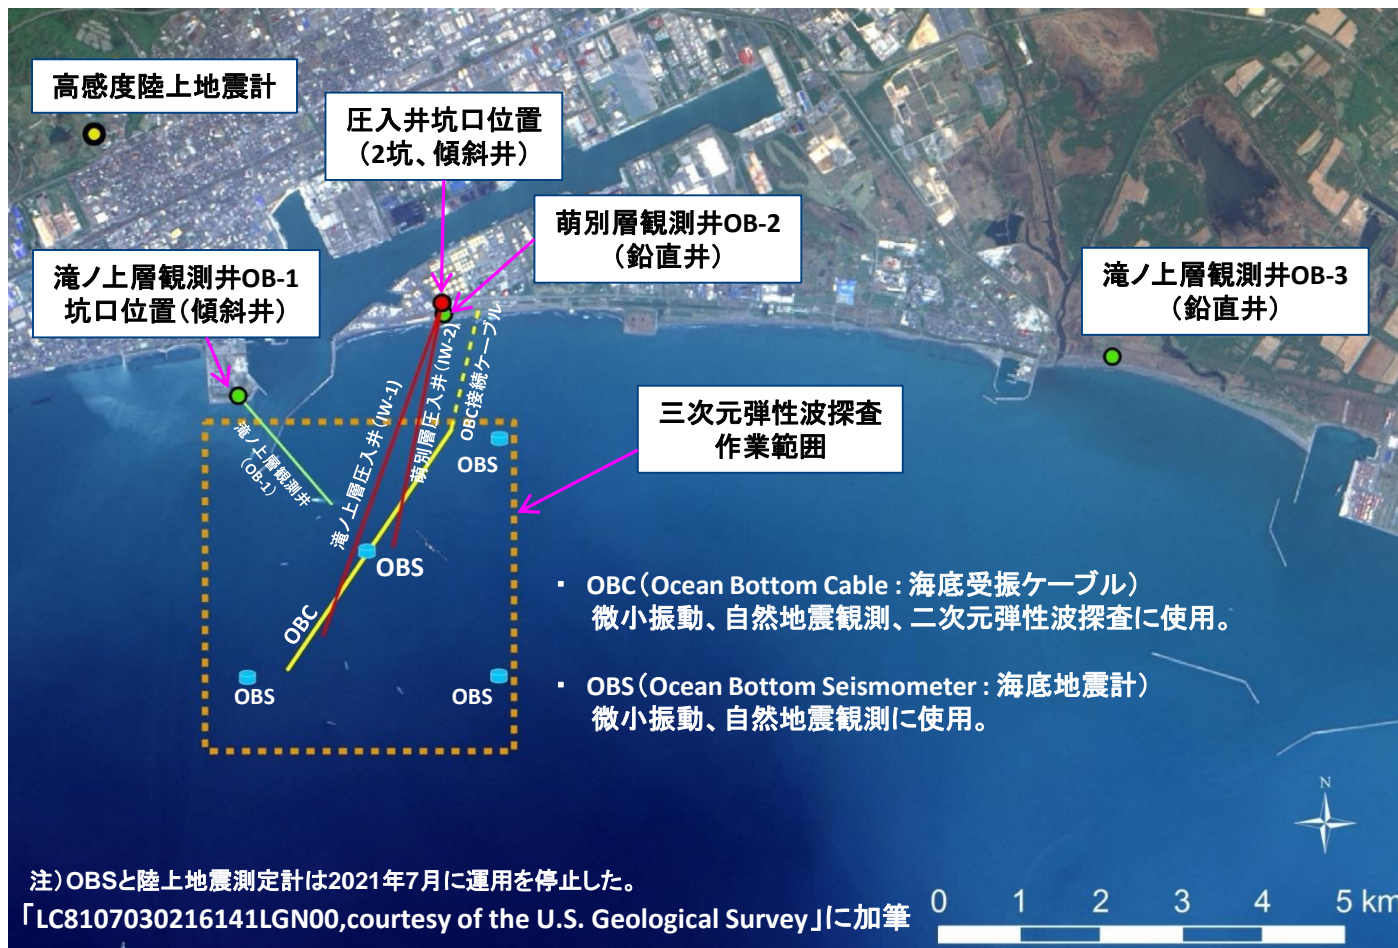 高感度陸上地震計
圧入井坑口位置
（2坑、傾斜井）
萌別層観測井OB-2
（鉛直井）
滝ノ上層観測井OB-1
坑口位置（傾斜井）
滝ノ上層観測井OB-3
（鉛直井）
三次元弾性波探査
作業範囲
滝ノ上層観測井
（OB-1）
滝ノ上層圧入井（IW-1）
萌別層圧入井（IW-2）
OBC接続ケーブル
OBS
OBS
OBC
OBS
OBS
・ OBC（Ocean Bottom Cable : 海底受振ケーブル）
微小振動、自然地震観測、二次元弾性波探査に使用。
・ OBS（Ocean Bottom Seismometer : 海底地震計）
微小振動、自然地震観測に使用。
N
注）OBSと陸上地震測定計は2021年7月に運用を停止した。
「LC8107030216141LGN00,courtesy of the U.S. Geological Survey」に加筆
0 1 2 3 4 5 km